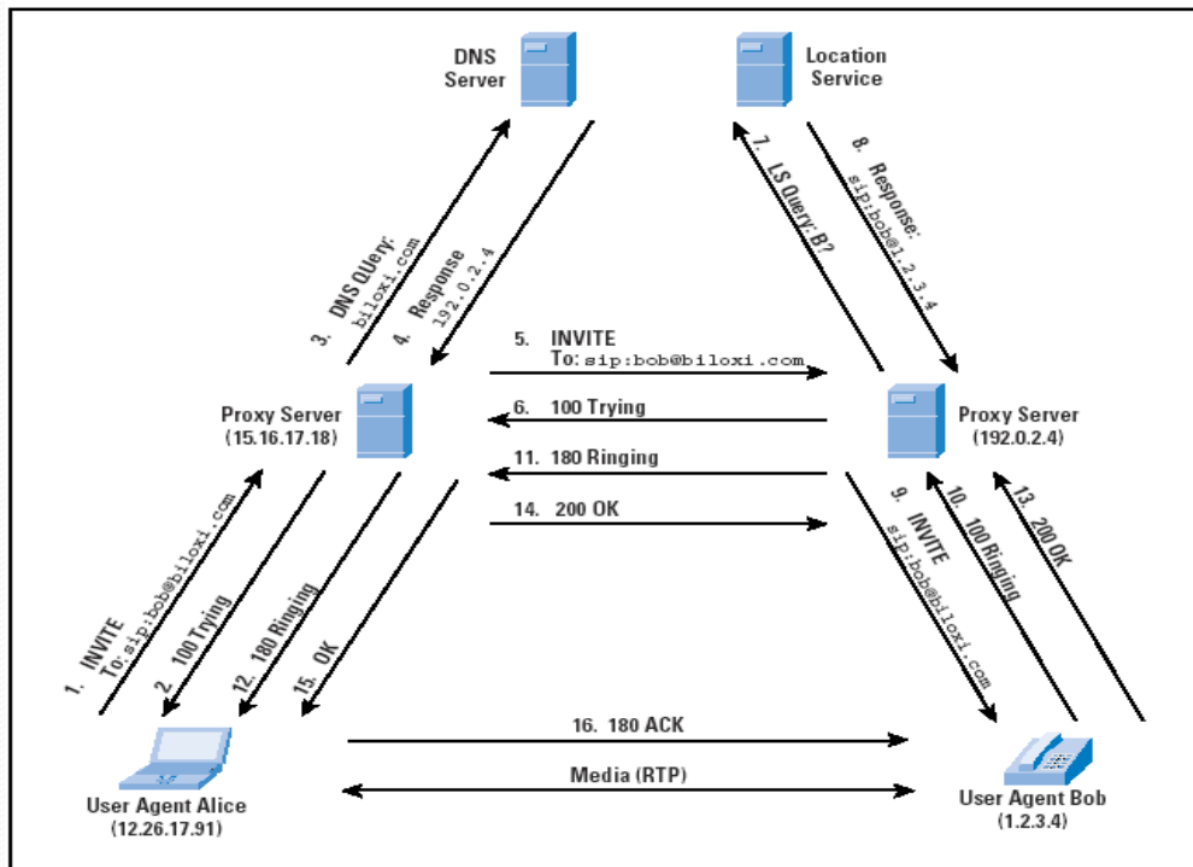 DNS
Server
Location
Service
3. DNS QUery:
biloxi.com
4. Response
192.0.2.4
7. LS Query: B?
8. Response:
sip:bob@1.2.3.4
5. INVITE
To: sip:bob@biloxi.com
6. 100 Trying
11. 180 Ringing
14. 200 OK
Proxy Server
(15.16.17.18)
Proxy Server
(192.0.2.4)
1. INVITE
To: sip:bob@biloxi.com
2. 100 Trying
12. 180 Ringing
15. OK
9. INVITE
sip:bob@biloxi.com
10. 100 Ringing
13. 200 OK
16. 180 ACK
Media (RTP)
User Agent Alice
(12.26.17.91)
User Agent Bob
(1.2.3.4)